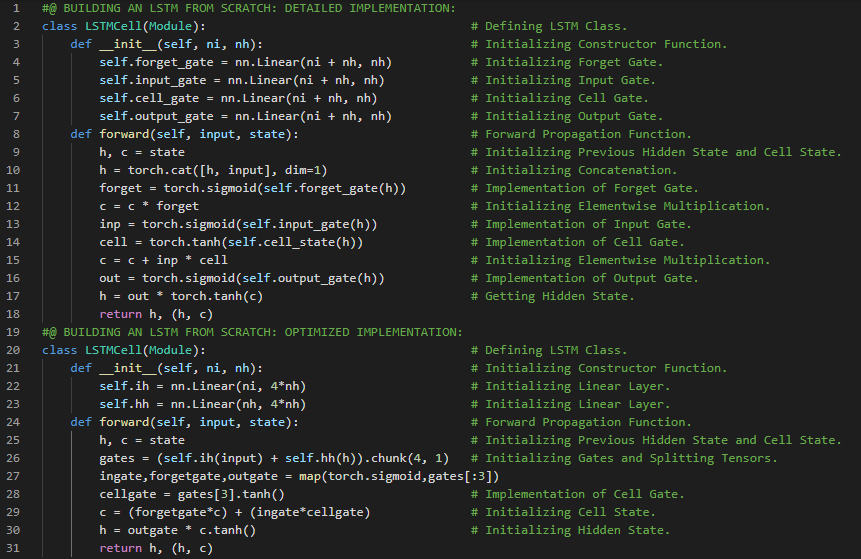 1 #@ BUILDING AN LSTM FROM SCRATCH: DETAILED IMPLEMENTATION:
2 class LSTMCell(Module): # Defining LSTM Class.
3 def __init__(self, ni, nh): # Initializing Constructor Function.
4 self.forget_gate = nn.Linear(ni + nh, nh) # Initializing Forget Gate.
5 self.input_gate = nn.Linear(ni + nh, nh) # Initializing Input Gate.
6 self.cell_gate = nn.Linear(ni + nh, nh) # Initializing Cell Gate.
7 self.output_gate = nn.Linear(ni + nh, nh) # Initializing Output Gate.
8 def forward(self, input, state): # Forward Propagation Function.
9 h, c = state # Initializing Previous Hidden State and Cell State.
10 h = torch.cat([h, input], dim=1) # Initializing Concatenation.
11 forget = torch.sigmoid(self.forget_gate(h)) # Implementation of Forget Gate.
12 c = c * forget # Initializing Elementwise Multiplication.
13 inp = torch.sigmoid(self.input_gate(h)) # Implementation of Input Gate.
14 cell = torch.tanh(self.cell_state(h)) # Implementation of Cell Gate.
15 c = c + inp * cell # Initializing Elementwise Multiplication.
16 out = torch.sigmoid(self.output_gate(h)) # Implementation of Output Gate.
17 h = out * torch.tanh(c) # Getting Hidden State.
18 return h, (h, c)
19 #@ BUILDING AN LSTM FROM SCRATCH: OPTIMIZED IMPLEMENTATION:
20 class LSTMCell(Module): # Defining LSTM Class.
21 def __init__(self, ni, nh): # Initializing Constructor Function.
22 self.ih = nn.Linear(ni, 4*nh) # Initializing Linear Layer.
23 self.hh = nn.Linear(nh, 4*nh) # Initializing Linear Layer.
24 def forward(self, input, state): # Forward Propagation Function.
25 h, c = state # Initializing Previous Hidden State and Cell State.
26 gates = (self.ih(input) + self.hh(h)).chunk(4, 1) # Initializing Gates and Splitting Tensors.
27 ingate,forgetgate,outgate = map(torch.sigmoid,gates[:3])
28 cellgate = gates[3].tanh() # Implementation of Cell Gate.
29 c = (forgetgate*c) + (ingate*cellgate) # Initializing Cell State.
30 h = outgate * c.tanh() # Initializing Hidden State.
31 return h, (h, c)